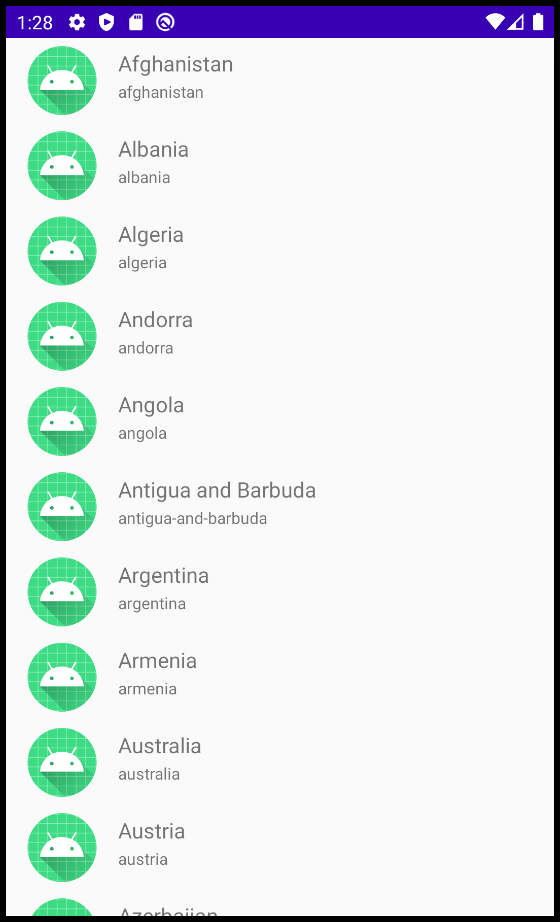 1:28
Afghanistan
afghanistan
Albania
albania
Algeria
algeria
Andorra
andorra
Angola
angola
Antigua and Barbuda
antigua-and-barbuda
Argentina
argentina
Armenia
armenia
Australia
australia
Austria
austria
Azerbaijan